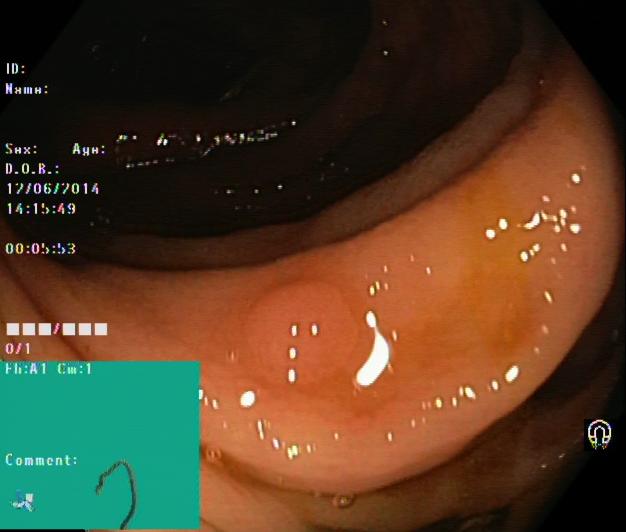 ID:
Name:
Sex: Age:
D.O.B.:
12/06/2014
14:15:49
00:05:53
■■■/■■■
0/1
Eh:A1 Cm:1
Comment: